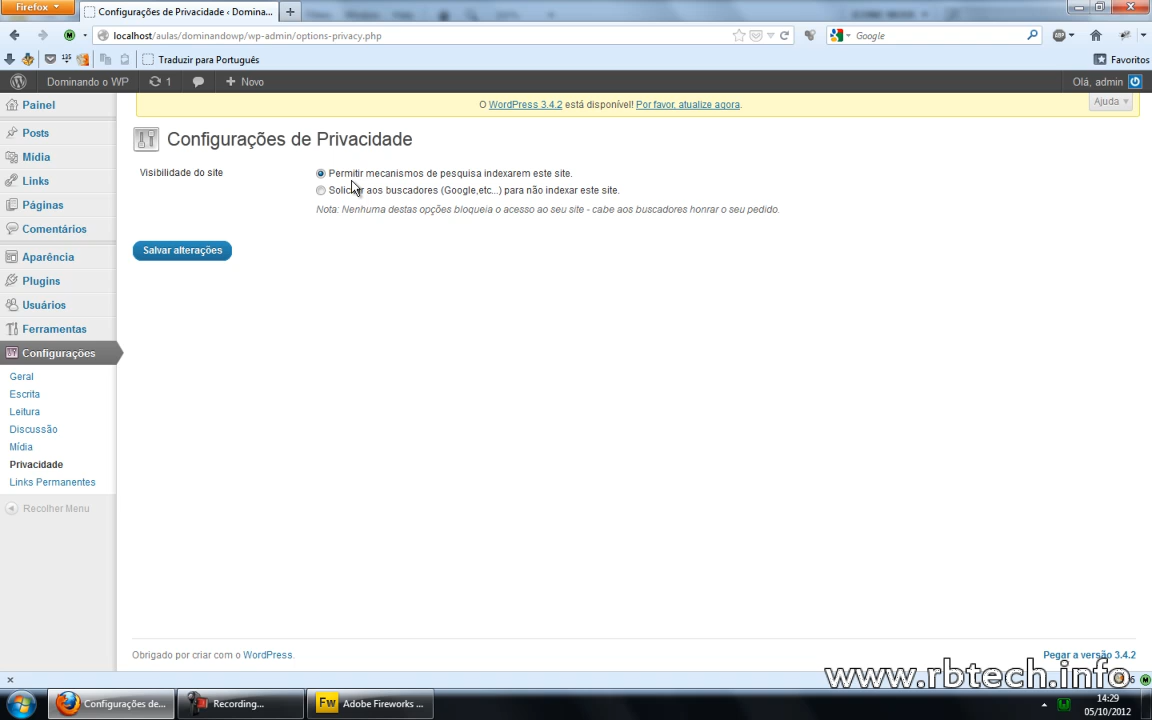 Firefox
Configurações de Privacidade ‹ Domina...
localhost/aulas/dominandowp/wp-admin/options-privacy.php
Google
Traduzir para Português
Favoritos
Dominando o WP
1
Novo
Olá, admin
Painel
O WordPress 3.4.2 está disponível! Por favor, atualize agora.
Ajuda
Posts
Mídia
Links
Páginas
Comentários
Aparência
Plugins
Usuários
Ferramentas
Configurações
Geral
Escrita
Leitura
Discussão
Mídia
Privacidade
Links Permanentes
Recolher Menu
Configurações de Privacidade
Visibilidade do site
Permitir mecanismos de pesquisa indexarem este site.
Solicitar aos buscadores (Google,etc...) para não indexar este site.
Nota: Nenhuma destas opções bloqueia o acesso ao seu site - cabe aos buscadores honrar o seu pedido.
Salvar alterações
Obrigado por criar com o WordPress.
Pegar a versão 3.4.2
www.rbtech.info
Configurações de...
Recording...
Fw
Adobe Fireworks ...
14:29
05/10/2012